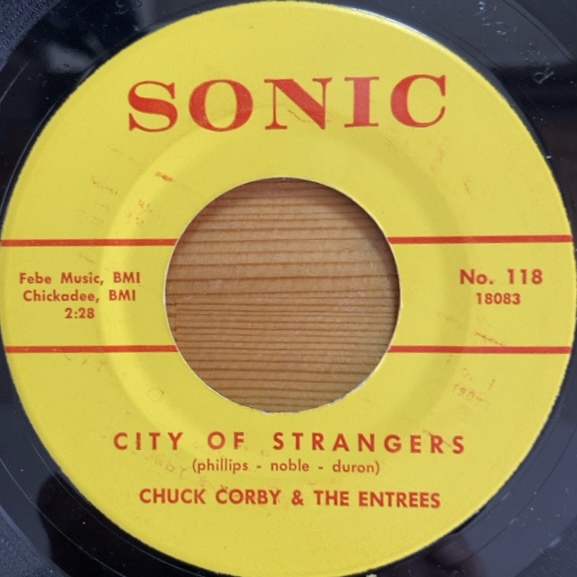 SONIC
Febe Music, BMI
Chickadee, BMI
2:28
No. 118
18083
CITY OF STRANGERS
(phillips - noble - duron)
CHUCK CORBY & THE ENTREES